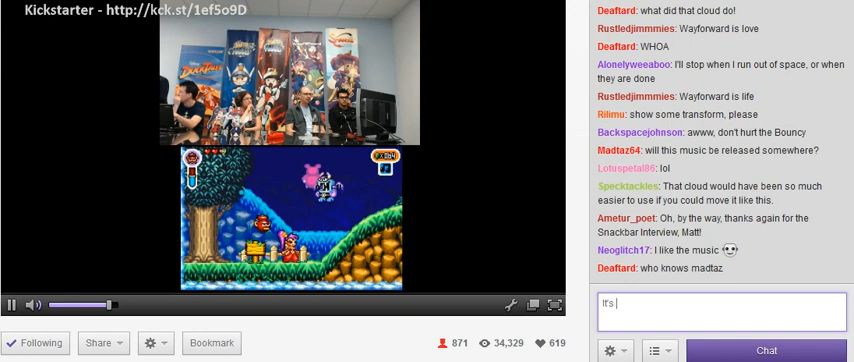 Kickstarter - http://kck.st/1ef5o9D
DUCKTALES
Following
Share
Bookmark
871
34,329
619
Deaftard: what did that cloud do!
Rustledjimmmies: Wayforward is love
Deaftard: WHOA
Alonelyweeaboo: I'll stop when I run out of space, or when
they are done
Rustledjimmmies: Wayforward is life
Rilimu: show some transform, please
Backspacejohnson: awww, don't hurt the Bouncy
Madtaz64: will this music be released somewhere?
Lotuspetal86: lol
Specktackles: That cloud would have been so much
easier to use if you could move it like this.
Ametur_poet: Oh, by the way, thanks again for the
Snackbar Interview, Matt!
Neoglitch17: I like the music
Deaftard: who knows madtaz
It's
Chat